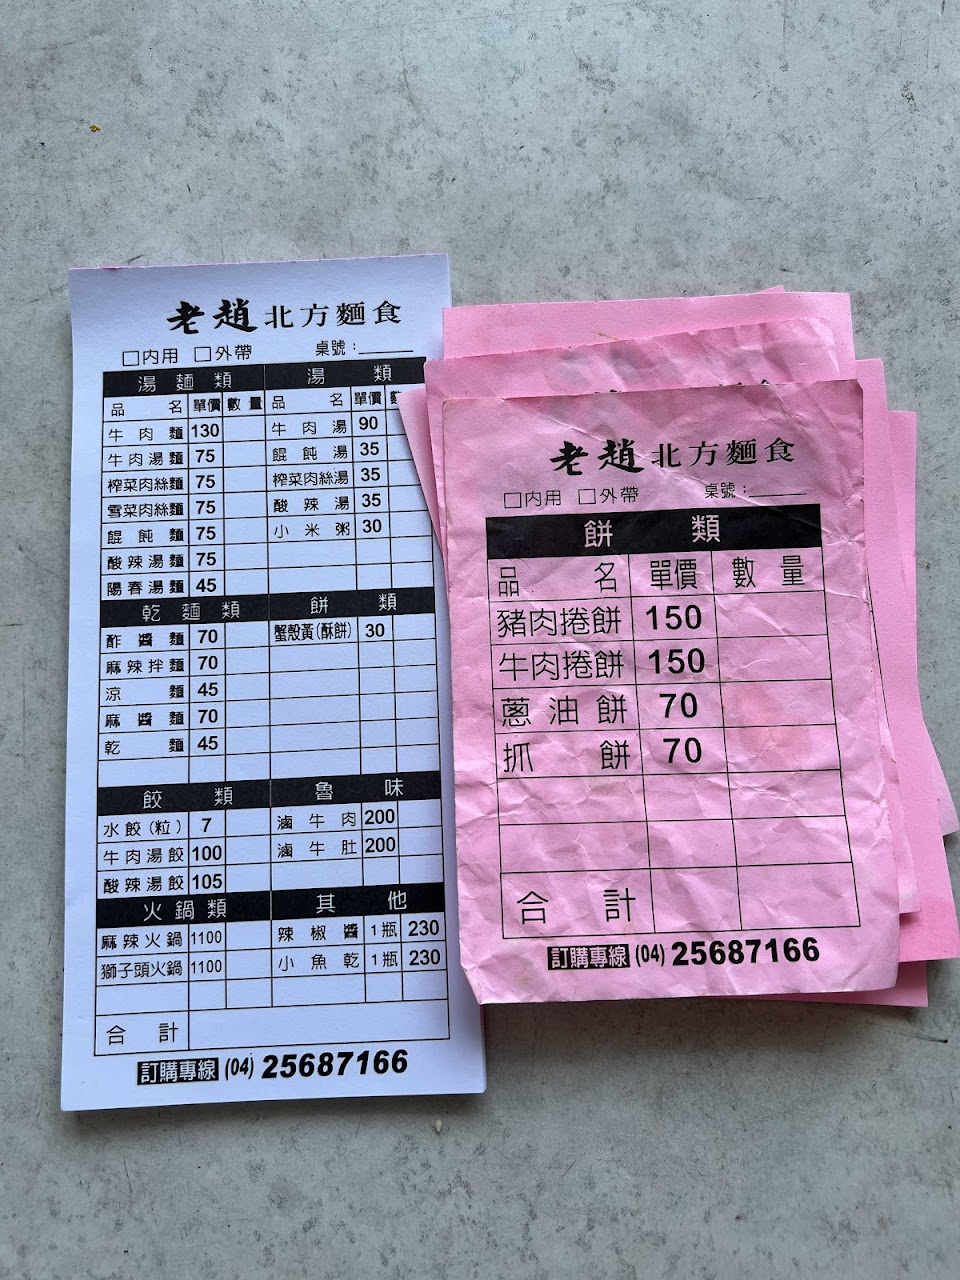 老趙北方麵食
□内用 □外帶 桌號：
湯麵類 湯類
品名 單價 數量 品名 單價
牛肉麵 130 牛肉湯 90
牛肉湯麵 75 餛飩湯 35
榨菜肉絲麵 75 榨菜肉絲湯 35
雪菜肉絲麵 75 酸辣湯 35
餛飩麵 75 小米粥 30
酸辣湯麵 75
陽春湯麵 45
乾麵類 餅類
酢醬麵 70 蟹殼黃(酥餅) 30
麻辣拌麵 70
涼麵 45
麻醬麵 70
乾麵 45
餃類 魯味
水餃(粒) 7 滷牛肉 200
牛肉湯餃 100 滷牛肚 200
酸辣湯餃 105
火鍋類 其他
麻辣火鍋 1100 辣椒醬 1瓶 230
獅子頭火鍋 1100 小魚乾 1瓶 230
合計
訂購專線 (04) 25687166
老趙北方麵食
□内用 □外帶 桌號：
餅類
品名 單價 數量
豬肉捲餅 150
牛肉捲餅 150
蔥油餅 70
抓餅 70
合計
訂購專線 (04) 25687166